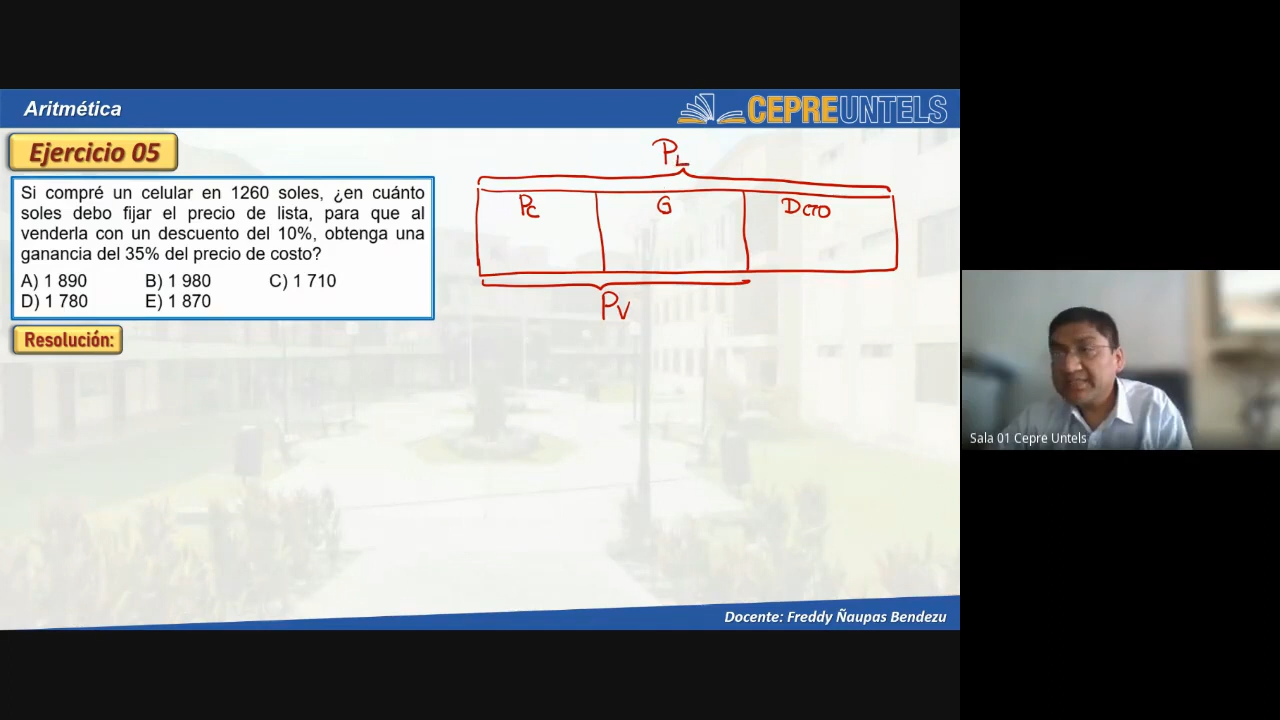 Aritmética
CEPREUNTELS
Ejercicio 05
Si compré un celular en 1260 soles, ¿en cuánto
soles debo fijar el precio de lista, para que al
venderla con un descuento del 10%, obtenga una
ganancia del 35% del precio de costo?
A) 1 890 B) 1 980 C) 1 710
D) 1 780 E) 1 870
Resolución:
PL
Pc G DCTO
PV
Sala 01 Cepre Untels
Docente: Freddy Ñaupas Bendezu